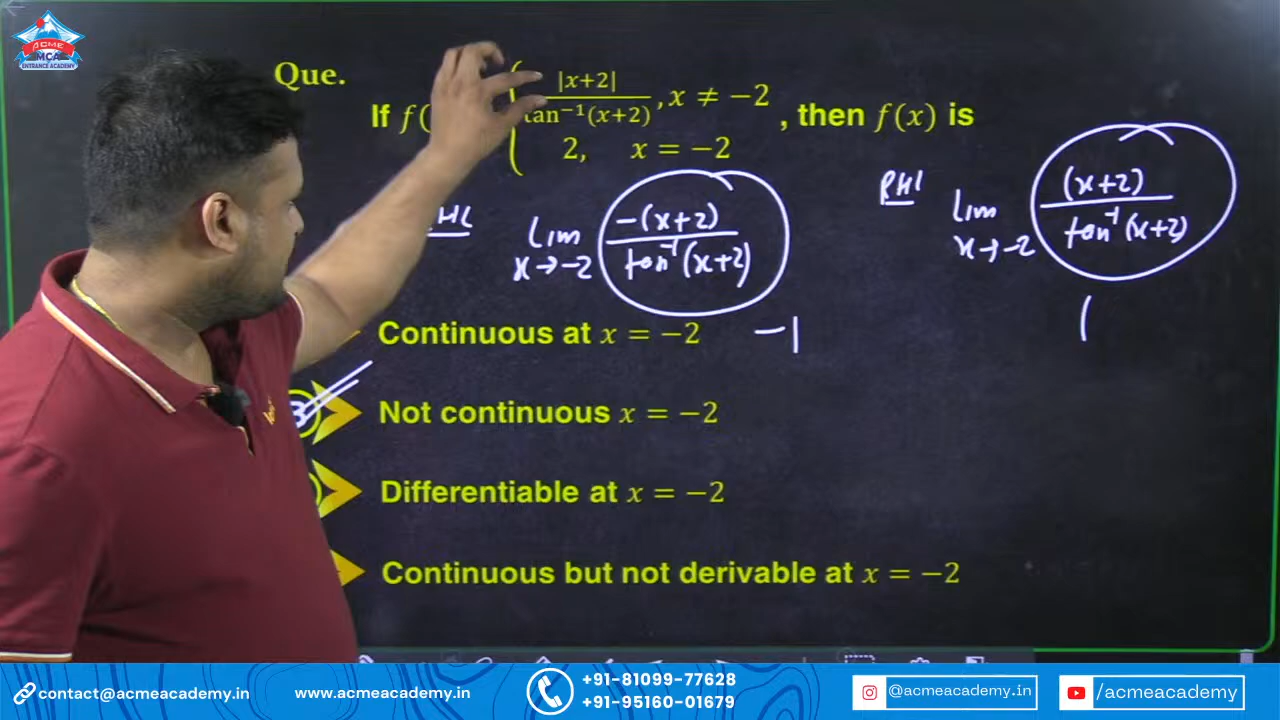 ACME
MCA
ENTRANCE ACADEMY
Que.
If f( { |x+2| / tan⁻¹(x+2), x ≠ −2
2, x = −2 , then f(x) is
RHL
lim x→−2 −(x+2) / tan⁻¹(x+2)
lim x→−2 (x+2) / tan⁻¹(x+2)
−1
1
Continuous at x = −2
Not continuous x = −2
Differentiable at x = −2
Continuous but not derivable at x = −2
contact@acmeacademy.in
www.acmeacademy.in
+91-81099-77628
+91-95160-01679
@acmeacademy.in
/acmeacademy